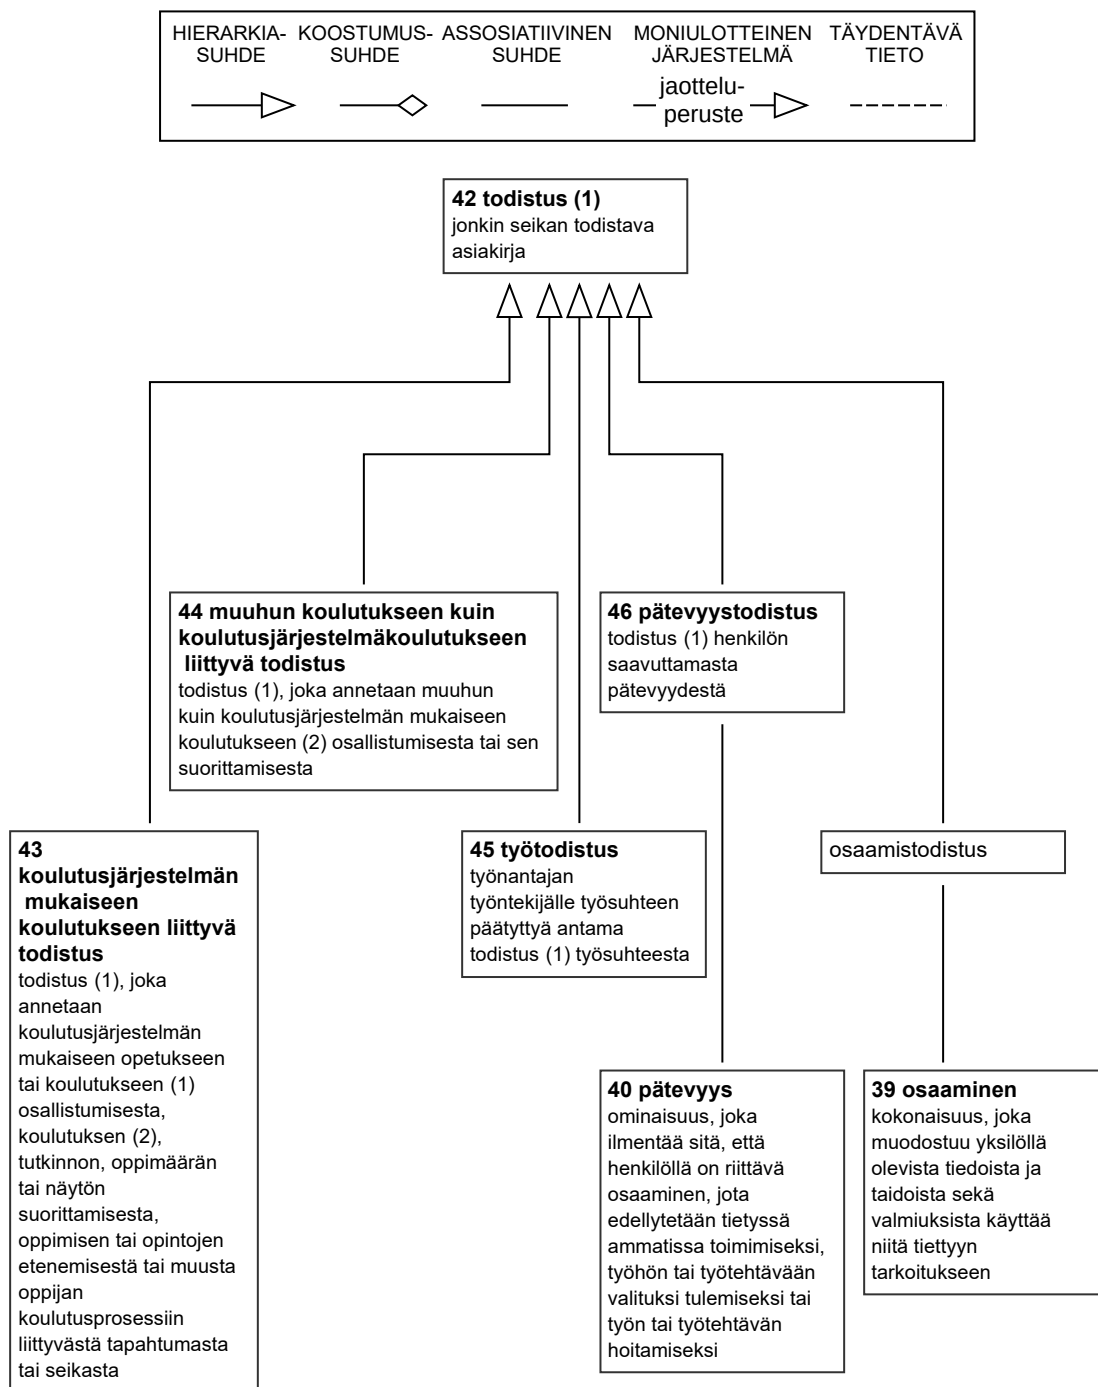 HIERARKIA-
SUHDE
KOOSTUMUS-
SUHDE
ASSOSIATIIVINEN
SUHDE
MONIULOTTEINEN
JÄRJESTELMÄ
TÄYDENTÄVÄ
TIETO
jaottelu-
peruste
42 todistus (1)
jonkin seikan todistava
asiakirja
44 muuhun koulutukseen kuin
koulutusjärjestelmäkoulutukseen
liittyvä todistus
todistus (1), joka annetaan muuhun
kuin koulutusjärjestelmän mukaiseen
koulutukseen (2) osallistumisesta tai sen
suorittamisesta
46 pätevyystodistus
todistus (1) henkilön
saavuttamasta
pätevyydestä
43
koulutusjärjestelmän
mukaiseen
koulutukseen liittyvä
todistus
todistus (1), joka
annetaan
koulutusjärjestelmän
mukaiseen opetukseen
tai koulutukseen (1)
osallistumisesta,
koulutuksen (2),
tutkinnon, oppimäärän
tai näytön
suorittamisesta,
oppimisen tai opintojen
etenemisestä tai muusta
oppijan
koulutusprosessiin
liittyvästä tapahtumasta
tai seikasta
45 työtodistus
työnantajan
työntekijälle työsuhteen
päätyttyä antama
todistus (1) työsuhteesta
osaamistodistus
40 pätevyys
ominaisuus, joka
ilmentää sitä, että
henkilöllä on riittävä
osaaminen, jota
edellytetään tietyssä
ammatissa toimimiseksi,
työhön tai työtehtävään
valituksi tulemiseksi tai
työn tai työtehtävän
hoitamiseksi
39 osaaminen
kokonaisuus, joka
muodostuu yksilöllä
olevista tiedoista ja
taidoista sekä
valmiuksista käyttää
niitä tiettyyn
tarkoitukseen